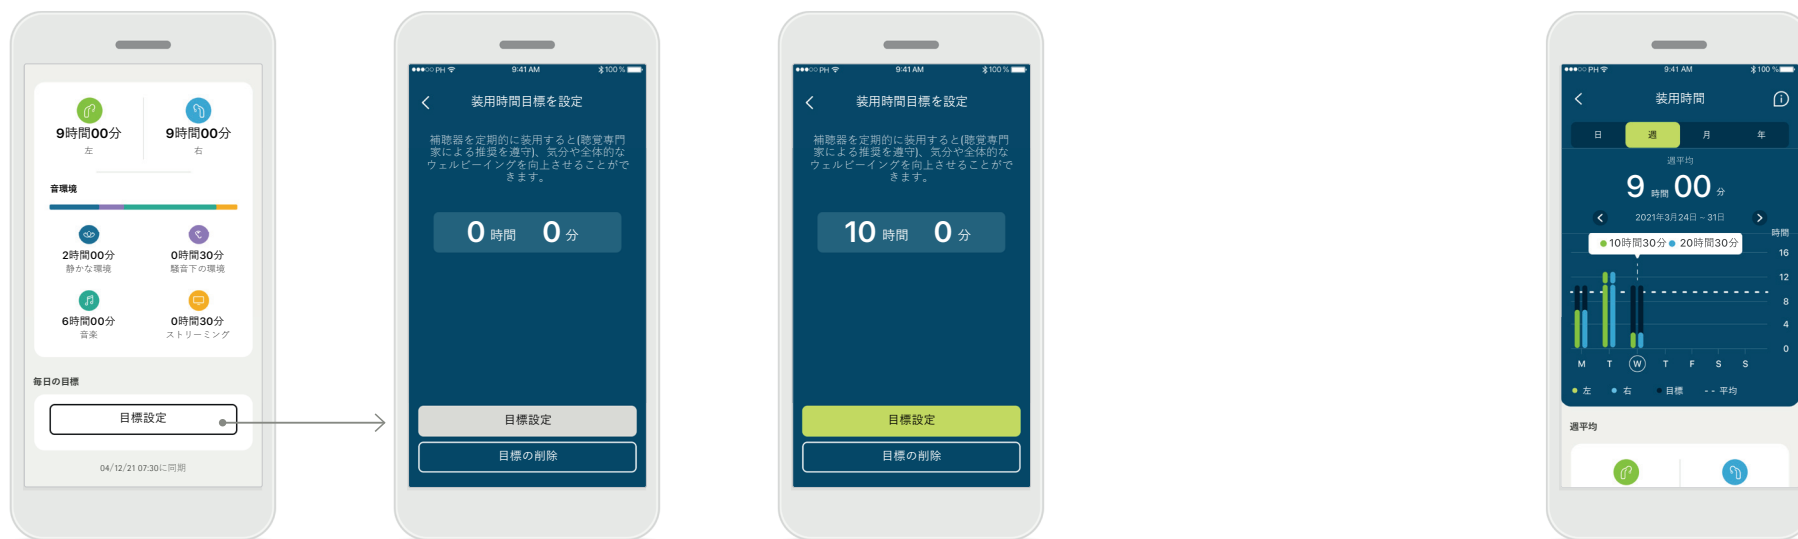 9時間00分
左
9時間00分
右
音環境
2時間00分
静かな環境
0時間30分
騒音下の環境
6時間00分
音楽
0時間30分
ストリーミング
毎日の目標
目標設定
04/12/21 07:30に同期
PH 9:41 AM 100 %
装用時間目標を設定
補聴器を定期的に装用すると(聴覚専門
家による推奨を遵守)、気分や全体的な
ウェルビーイングを向上させることがで
きます。
0 時間 0 分
目標設定
目標の削除
PH 9:41 AM 100 %
装用時間目標を設定
補聴器を定期的に装用すると(聴覚専門
家による推奨を遵守)、気分や全体的な
ウェルビーイングを向上させることがで
きます。
10 時間 0 分
目標設定
目標の削除
PH 9:41 AM 100 %
装用時間
日 週 月 年
週平均
9 時間 00 分
2021年3月24日 ~ 31日
時間
10時間30分 20時間30分
16
12
8
4
0
M T W T F S S
左 右 目標 -- 平均
週平均